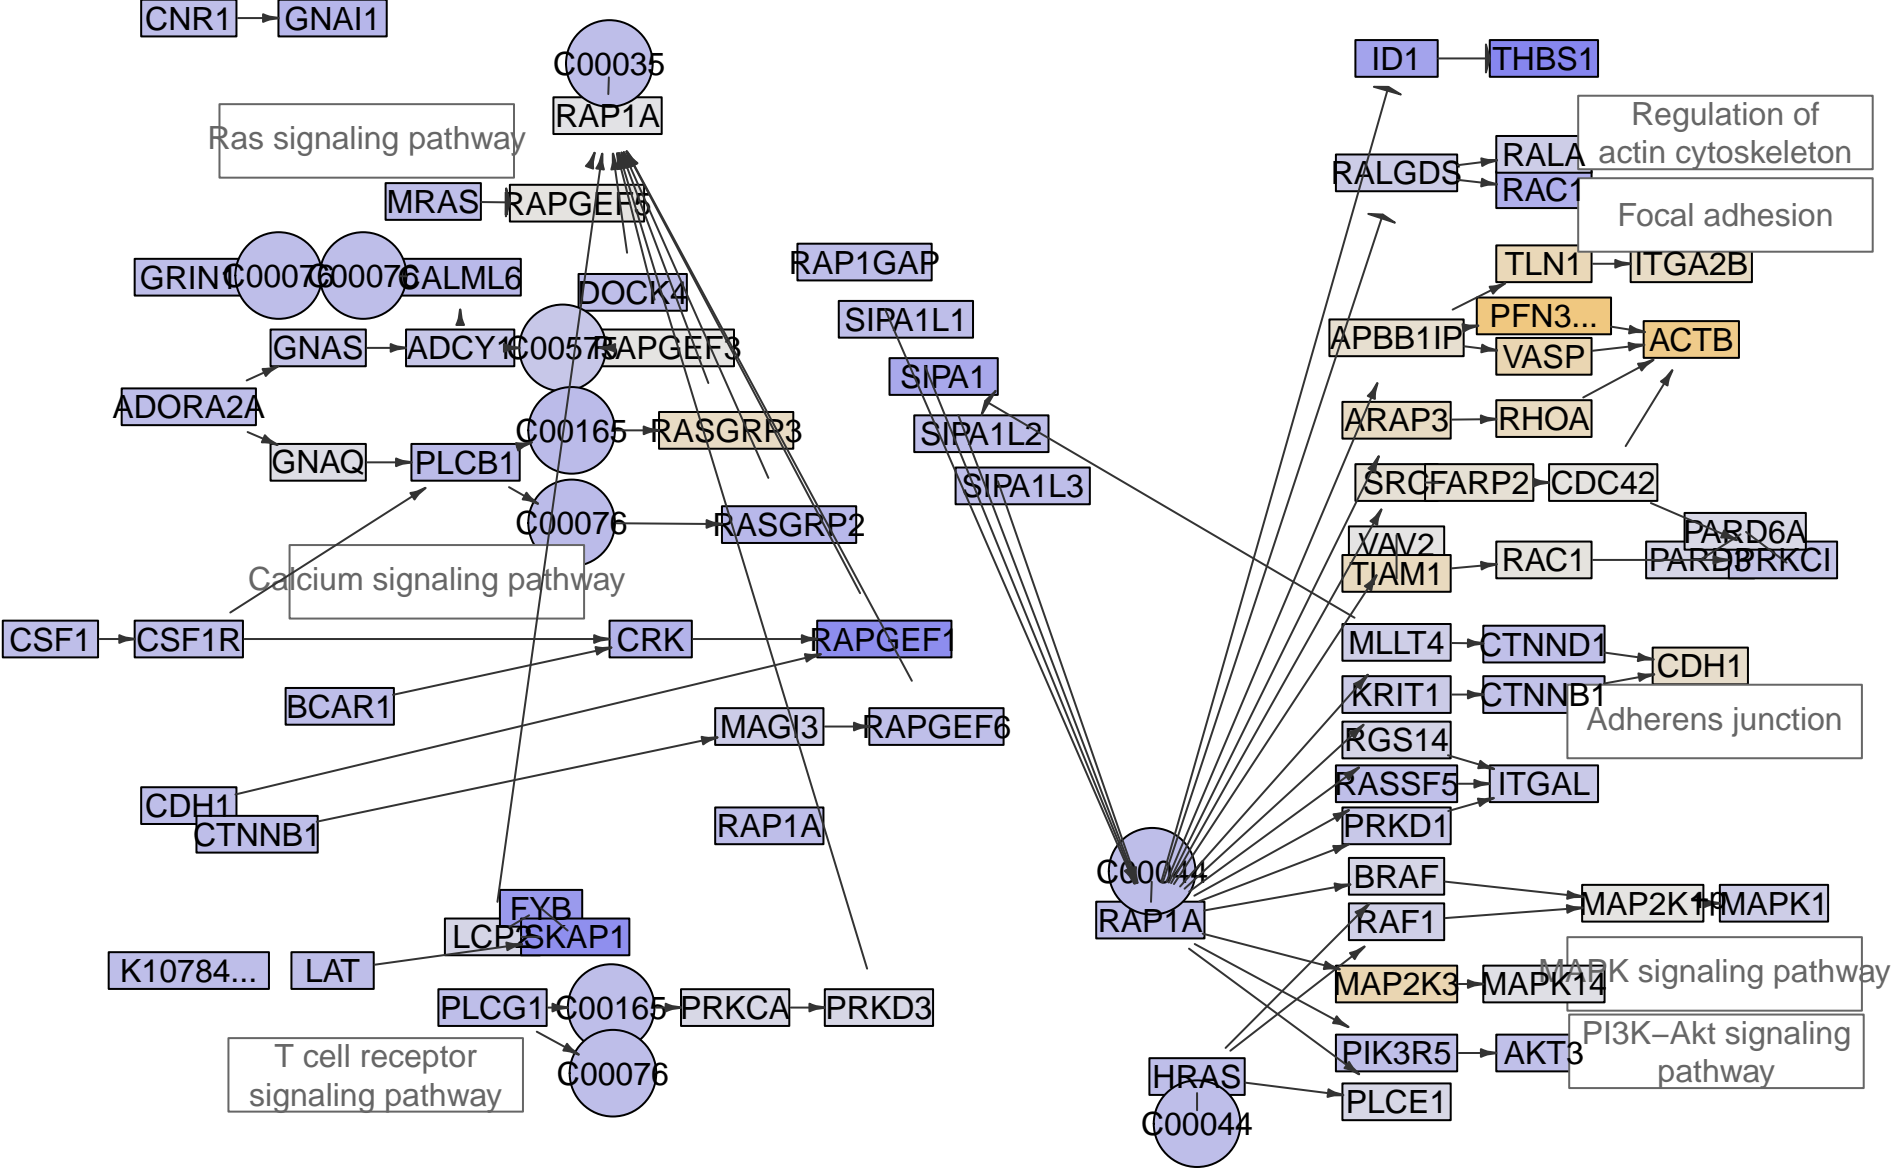 CNR1
GNAI1
C00035
RAP1A
Ras signaling pathway
MRAS
RAPGEF5
GRIN1
C00076
C00076
CALML6
DOCK4
GNAS
ADCY1
C00575
RAPGEF3
ADORA2A
GNAQ
PLCB1
C00165
RASGRP3
C00076
RASGRP2
Calcium signaling pathway
CSF1
CSF1R
CRK
RAPGEF1
BCAR1
MAGI3
RAPGEF6
CDH1
CTNNB1
RAP1A
FYB
LCP2
SKAP1
K10784...
LAT
PLCG1
C00165
PRKCA
PRKD3
C00076
T cell receptor
signaling pathway
RAP1GAP
SIPA1L1
SIPA1
SIPA1L2
SIPA1L3
C00044
RAP1A
HRAS
C00044
ID1
THBS1
Regulation of
actin cytoskeleton
RALGDS
RALA
RAC1
Focal adhesion
TLN1
ITGA2B
APBB1IP
PFN3...
VASP
ACTB
ARAP3
RHOA
SRC
FARP2
CDC42
VAV2
TIAM1
RAC1
PARD6A
PARD3
PRKCI
MLLT4
CTNND1
CDH1
KRIT1
CTNNB1
Adherens junction
RGS14
RASSF5
ITGAL
PRKD1
BRAF
RAF1
MAP2K1
+p
MAPK1
MAP2K3
MAPK14
MAPK signaling pathway
PIK3R5
AKT3
PI3K−Akt signaling
pathway
PLCE1